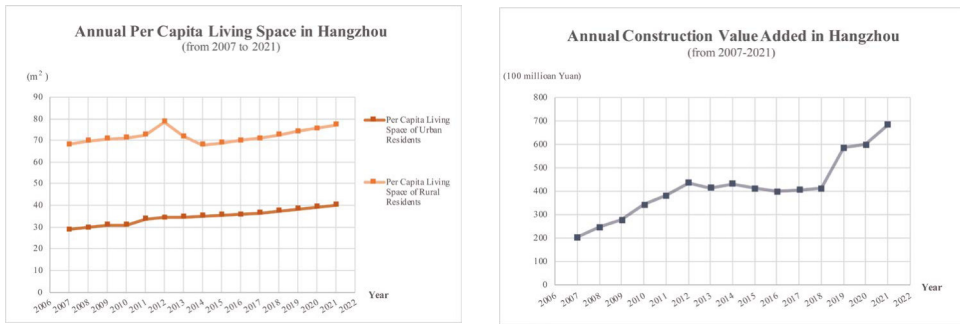 Annual Per Capita Living Space in Hangzhou
(from 2007 to 2021)
(m²)
90
80
70
60
50
40
30
20
10
0
2006 2007 2008 2009 2010 2011 2012 2013 2014 2015 2016 2017 2018 2019 2020 2021 2022
Year
Per Capita Living
Space of Urban
Residents
Per Capita Living
Space of Rural
Residents
Annual Construction Value Added in Hangzhou
(from 2007-2021)
(100 millioan Yuan)
800
700
600
500
400
300
200
100
0
2006 2007 2008 2009 2010 2011 2012 2013 2014 2015 2016 2017 2018 2019 2020 2021 2022
Year